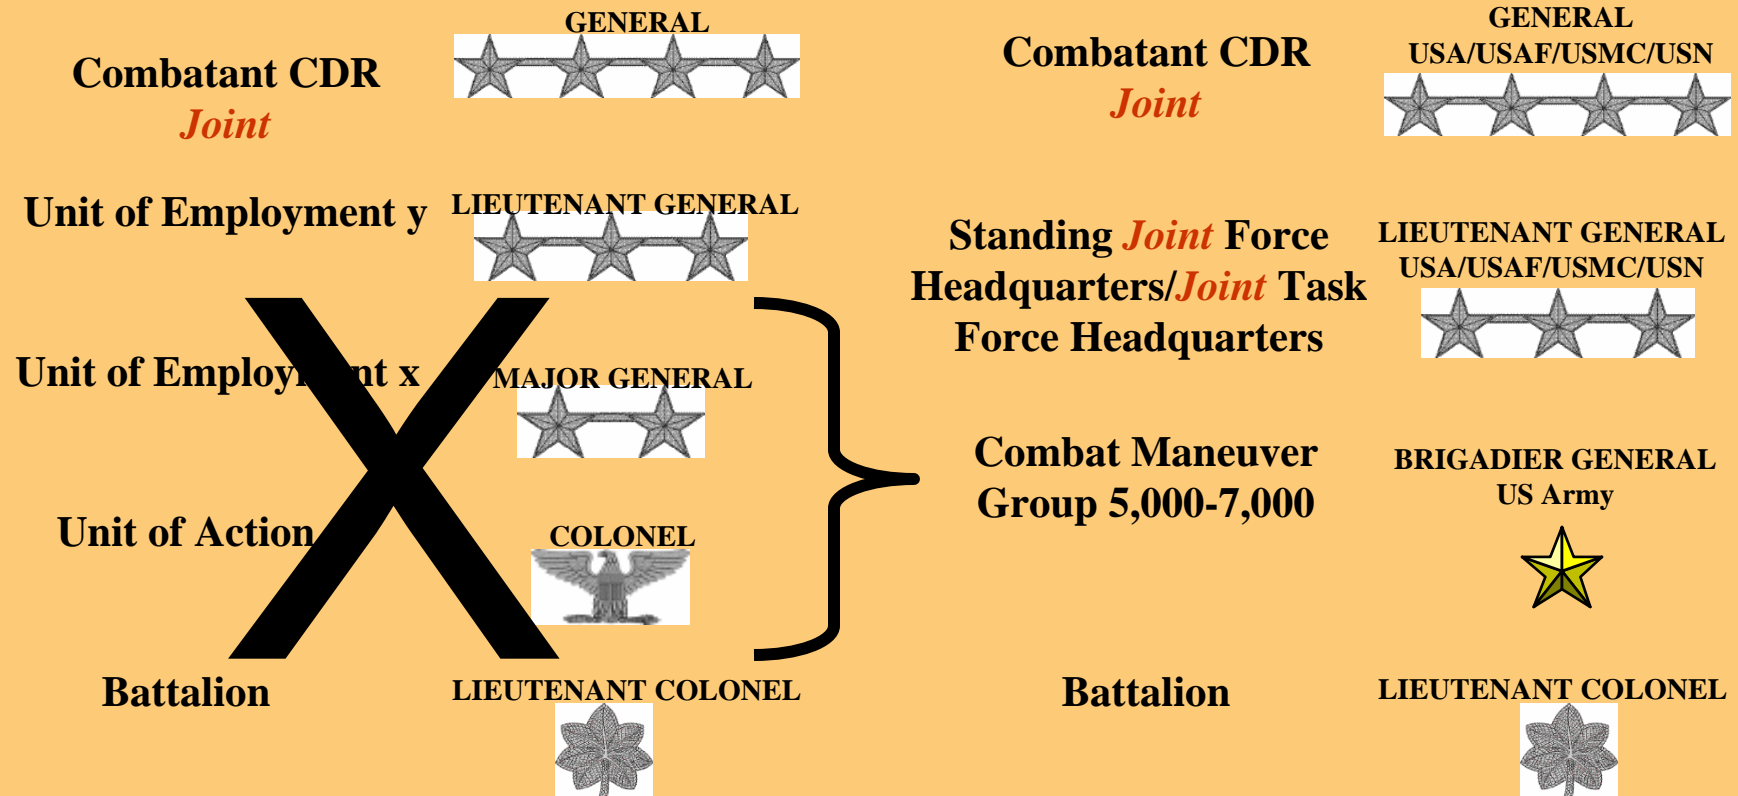 Combatant CDR
Joint
GENERAL
Unit of Employment y
LIEUTENANT GENERAL
Unit of Employment x
MAJOR GENERAL
Unit of Action
COLONEL
Battalion
LIEUTENANT COLONEL
Combatant CDR
Joint
GENERAL
USA/USAF/USMC/USN
Standing Joint Force
Headquarters/Joint Task
Force Headquarters
LIEUTENANT GENERAL
USA/USAF/USMC/USN
Combat Maneuver
Group 5,000-7,000
BRIGADIER GENERAL
US Army
Battalion
LIEUTENANT COLONEL